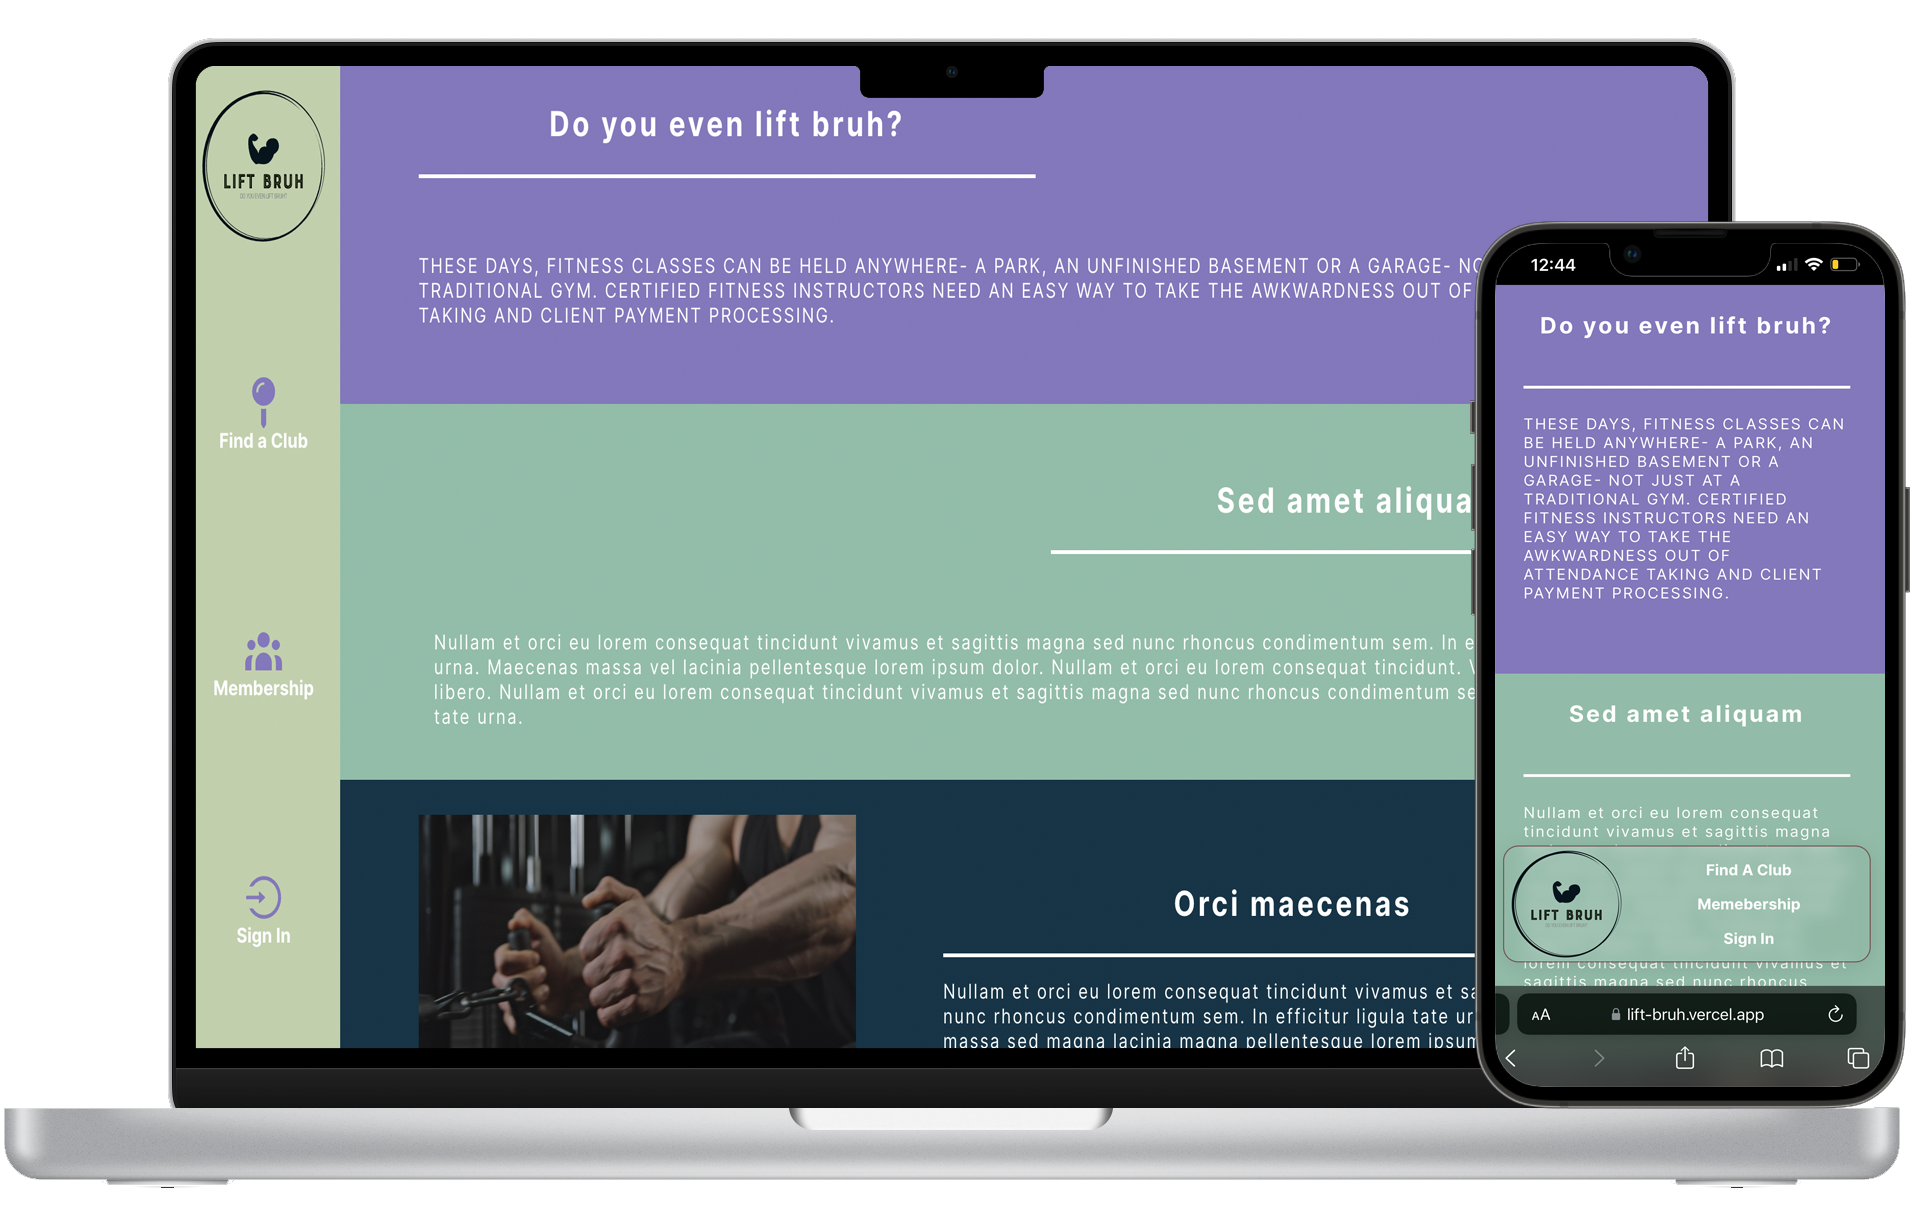 LIFT BRUH
DO YOU EVEN LIFT BRUH?
Find a Club
Membership
Sign In
Do you even lift bruh?
THESE DAYS, FITNESS CLASSES CAN BE HELD ANYWHERE- A PARK, AN UNFINISHED BASEMENT OR A GARAGE- NO
TRADITIONAL GYM. CERTIFIED FITNESS INSTRUCTORS NEED AN EASY WAY TO TAKE THE AWKWARDNESS OUT OF
TAKING AND CLIENT PAYMENT PROCESSING.
Sed amet aliqua
Nullam et orci eu lorem consequat tincidunt vivamus et sagittis magna sed nunc rhoncus condimentum sem. In e
urna. Maecenas massa vel lacinia pellentesque lorem ipsum dolor. Nullam et orci eu lorem consequat tincidunt. V
libero. Nullam et orci eu lorem consequat tincidunt vivamus et sagittis magna sed nunc rhoncus condimentum se
tate urna.
Orci maecenas
Nullam et orci eu lorem consequat tincidunt vivamus et sa
nunc rhoncus condimentum sem. In efficitur ligula tate ur
massa sed magna lacinia magna pellentesque lorem ipsum
12:44
Do you even lift bruh?
THESE DAYS, FITNESS CLASSES CAN
BE HELD ANYWHERE- A PARK, AN
UNFINISHED BASEMENT OR A
GARAGE- NOT JUST AT A
TRADITIONAL GYM. CERTIFIED
FITNESS INSTRUCTORS NEED AN
EASY WAY TO TAKE THE
AWKWARDNESS OUT OF
ATTENDANCE TAKING AND CLIENT
PAYMENT PROCESSING.
Sed amet aliquam
Nullam et orci eu lorem consequat
tincidunt vivamus et sagittis magna
LIFT BRUH
Find A Club
Memebership
Sign In
lorem consequat tincidunt vivamus et
sagittis magna sed nunc rhoncus
AA
lift-bruh.vercel.app